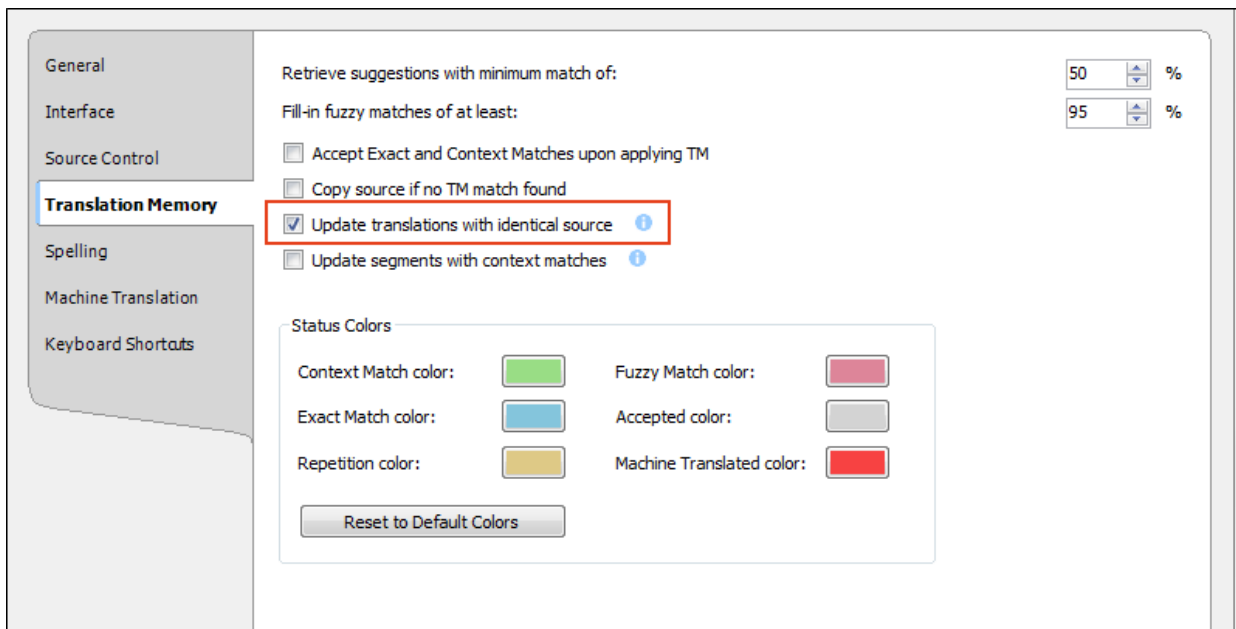 General
Interface
Source Control
Translation Memory
Spelling
Machine Translation
Keyboard Shortcuts
Retrieve suggestions with minimum match of: 50 %
Fill-in fuzzy matches of at least: 95 %
Accept Exact and Context Matches upon applying TM
Copy source if no TM match found
Update translations with identical source
Update segments with context matches
Status Colors
Context Match color: Fuzzy Match color:
Exact Match color: Accepted color:
Repetition color: Machine Translated color:
Reset to Default Colors